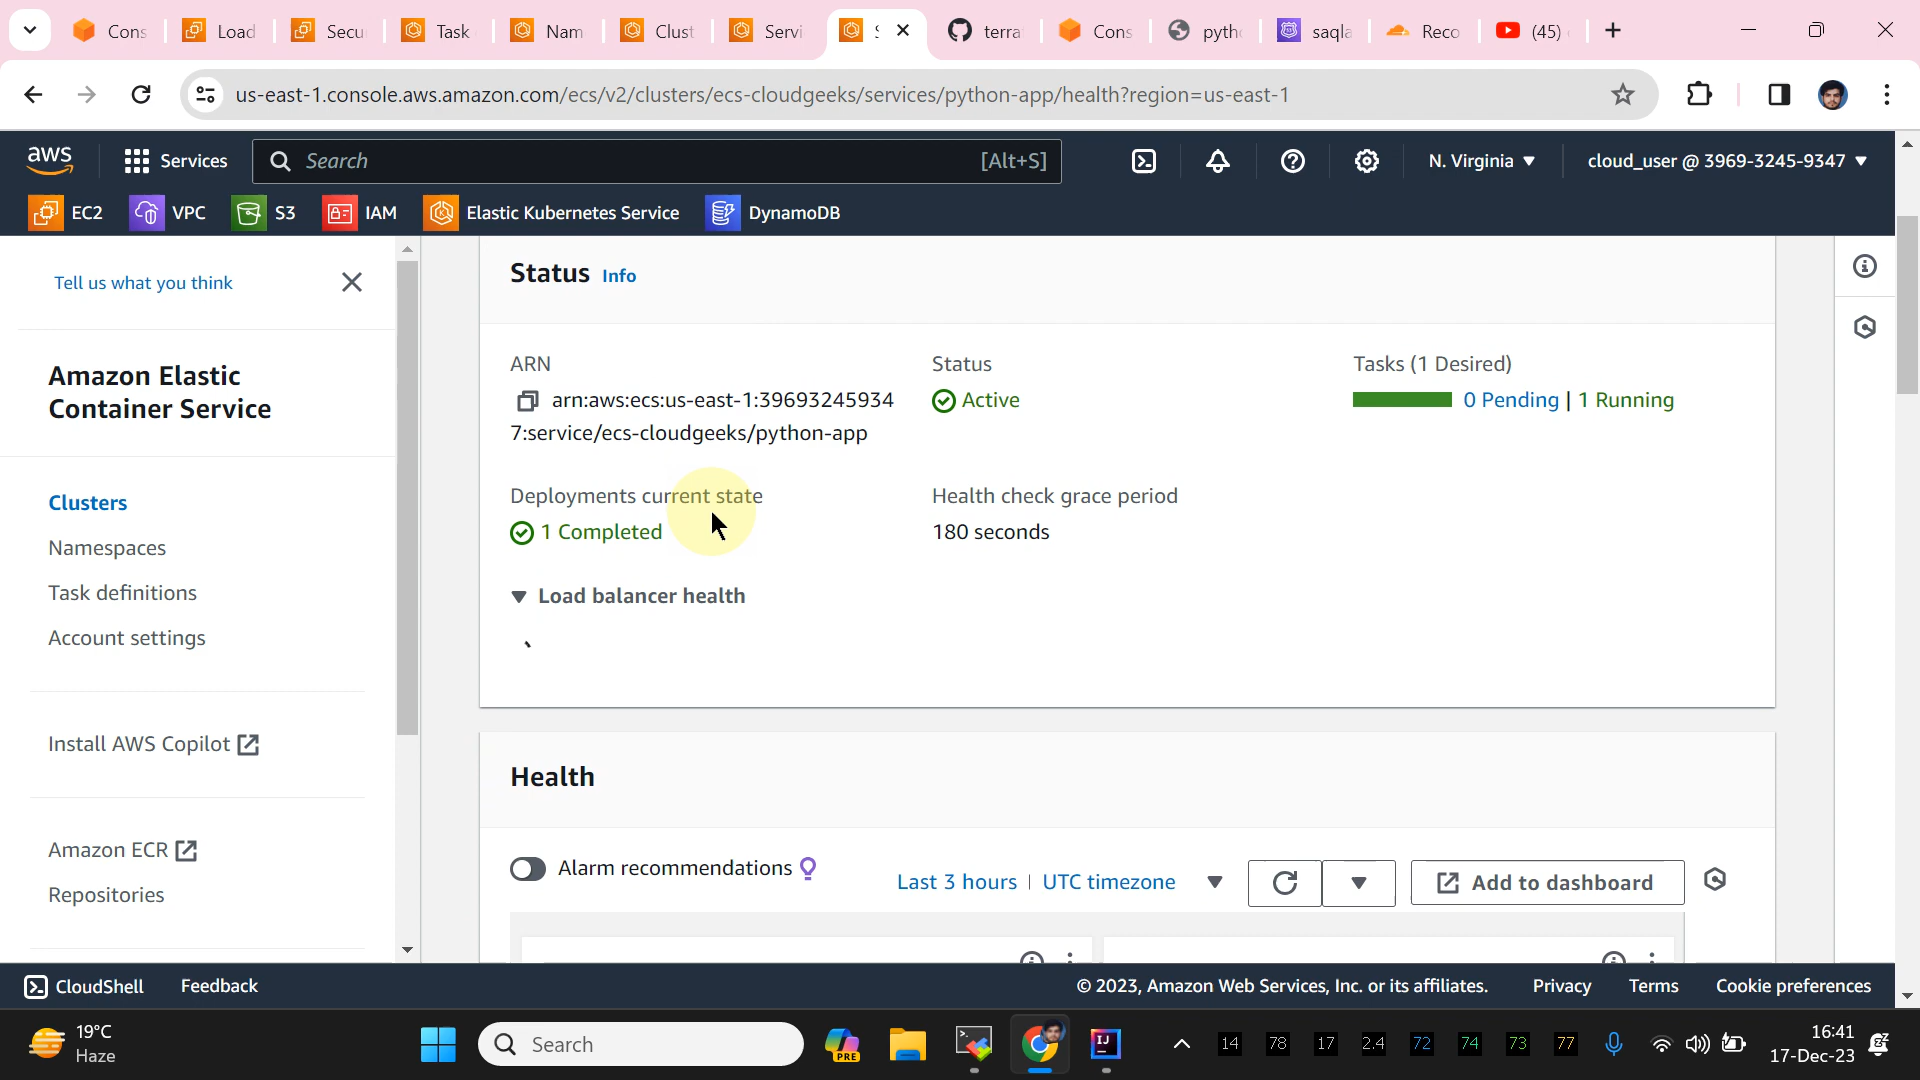 Cons
Load
Secu
Task
Nam
Clust
Servi
S
terra
Cons
pytho
saqla
Reco
(45)
us-east-1.console.aws.amazon.com/ecs/v2/clusters/ecs-cloudgeeks/services/python-app/health?region=us-east-1
aws
Services
Search
[Alt+S]
N. Virginia
cloud_user @ 3969-3245-9347
EC2
VPC
S3
IAM
Elastic Kubernetes Service
DynamoDB
Tell us what you think
Amazon Elastic
Container Service
Clusters
Namespaces
Task definitions
Account settings
Install AWS Copilot
Amazon ECR
Repositories
Status Info
ARN
arn:aws:ecs:us-east-1:39693245934
7:service/ecs-cloudgeeks/python-app
Status
Active
Tasks (1 Desired)
0 Pending | 1 Running
Deployments current state
1 Completed
Health check grace period
180 seconds
Load balancer health
Health
Alarm recommendations
Last 3 hours
UTC timezone
Add to dashboard
CloudShell
Feedback
© 2023, Amazon Web Services, Inc. or its affiliates.
Privacy
Terms
Cookie preferences
19°C
Haze
Search
PRE
IJ
14
78
17
2.4
72
74
73
77
16:41
17-Dec-23